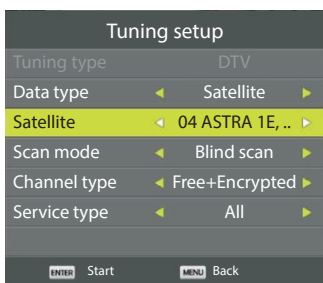 Tuning setup
Tuning type DTV
Data type Satellite
Satellite 04 ASTRA 1E, ..
Scan mode Blind scan
Channel type Free+Encrypted
Service type All
ENTER Start MENU Back